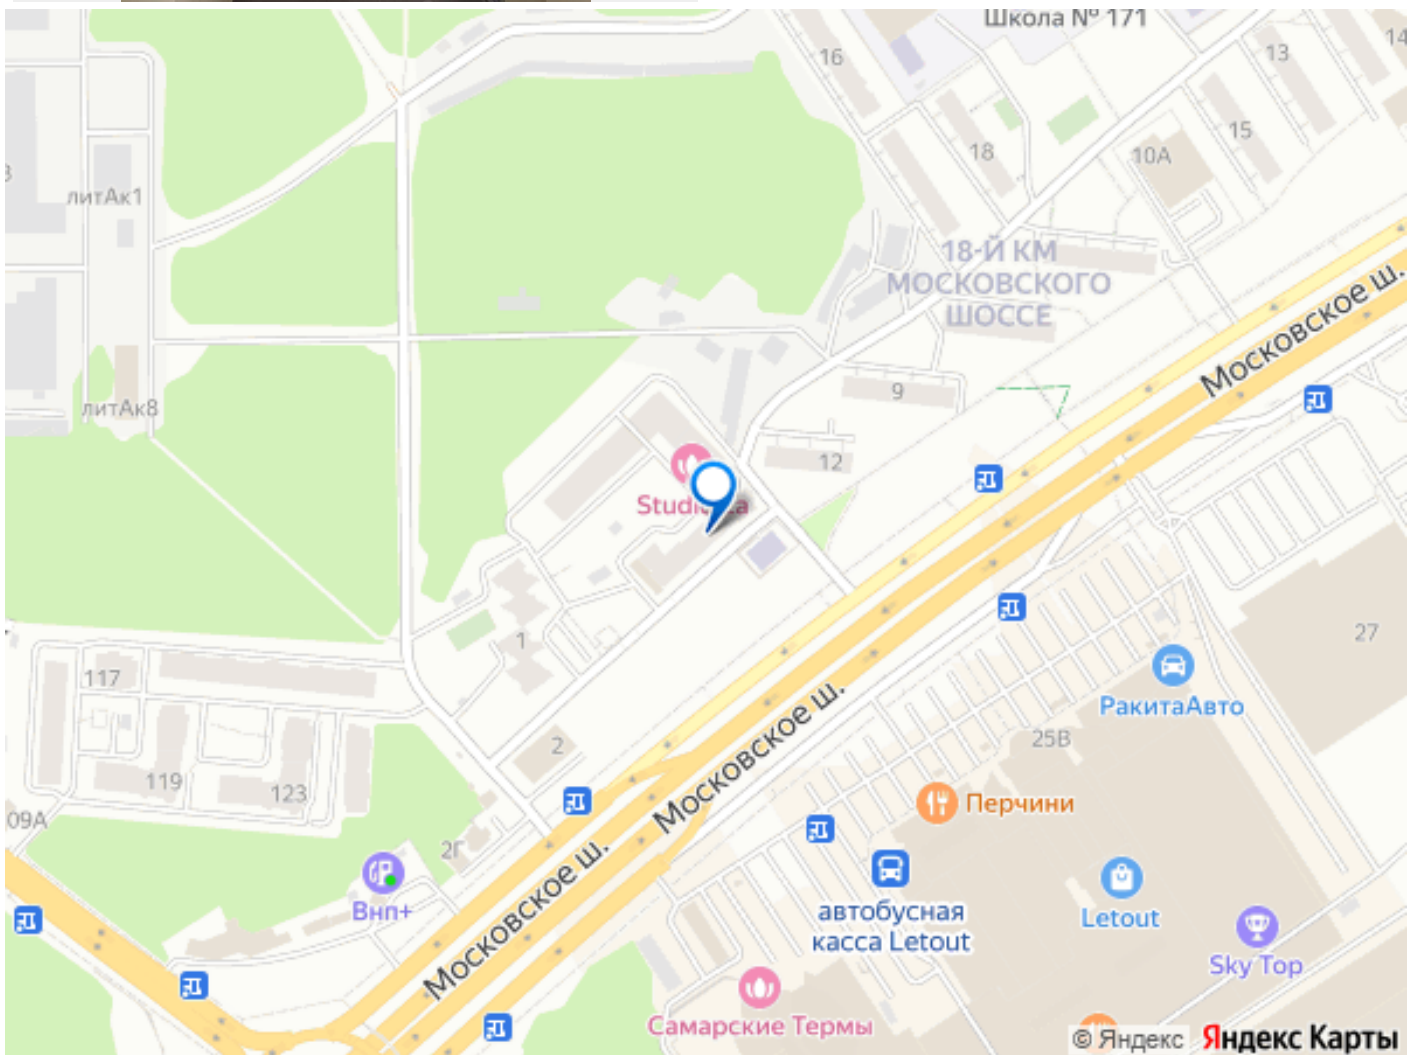 Школа № 171
16
13
14
15
18
10А
литАк1
18-Й КМ
МОСКОВСКОГО
ШОССЕ
Московское ш.
9
литАк8
12
1
27
117
РакитаАвто
25В
2
Московское ш.
119
123
Перчини
09А
2Г
Московское ш.
Внп+
Letout
автобусная
касса Letout
Sky Top
Самарские Термы
© Яндекс Яндекс Карты